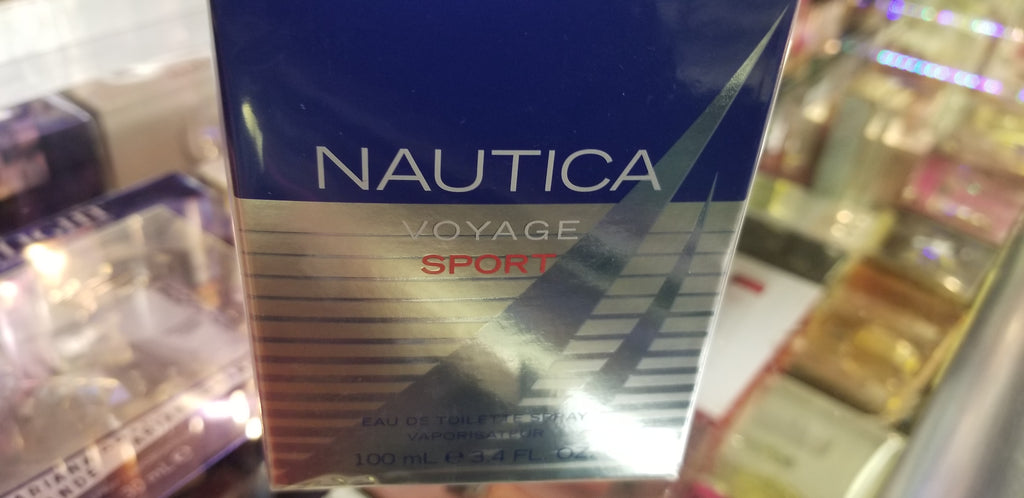 NAUTICA
VOYAGE
SPORT
EAU DE TOILETTE SPRAY
VAPORISATEUR
100 mL ℮ 3.4 FL. OZ.